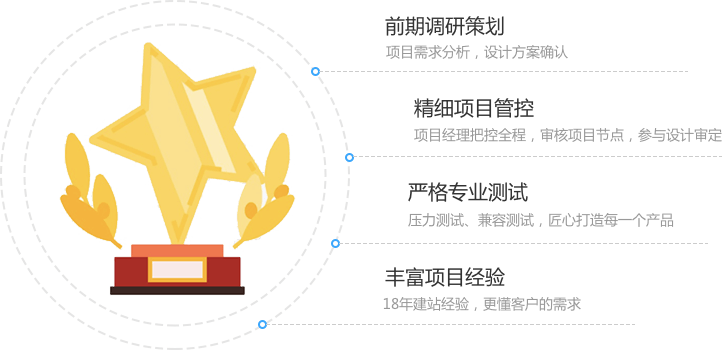 前期调研策划
项目需求分析，设计方案确认
精细项目管控
项目经理把控全程，审核项目节点，参与设计审定
严格专业测试
压力测试、兼容测试，匠心打造每一个产品
丰富项目经验
18年建站经验，更懂客户的需求